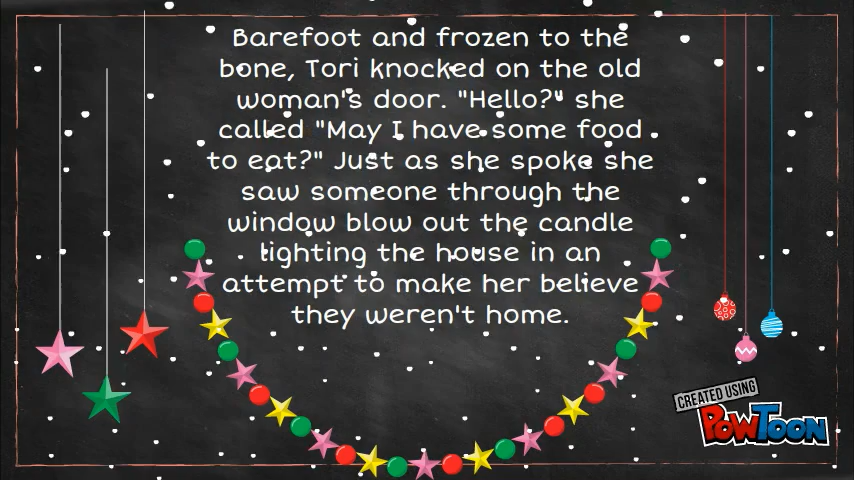 Barefoot and frozen to the
bone, Tori knocked on the old
woman's door. "Hello?" she
called "May I have some food
to eat?" Just as she spoke she
saw someone through the
window blow out the candle
lighting the house in an
attempt to make her believe
they weren't home.
CREATED USING
POWTOON